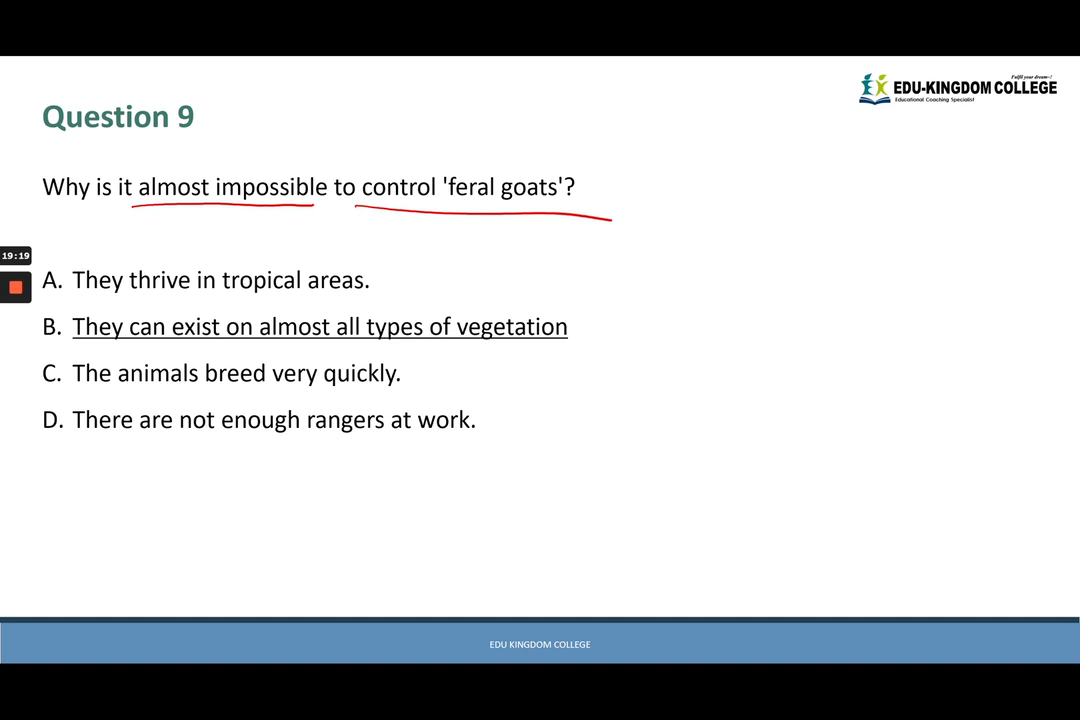 Fulfil your dream~!
EDU-KINGDOM COLLEGE
Educational Coaching Specialist
Question 9
Why is it almost impossible to control 'feral goats'?
19:19
A. They thrive in tropical areas.
B. They can exist on almost all types of vegetation
C. The animals breed very quickly.
D. There are not enough rangers at work.
EDU KINGDOM COLLEGE